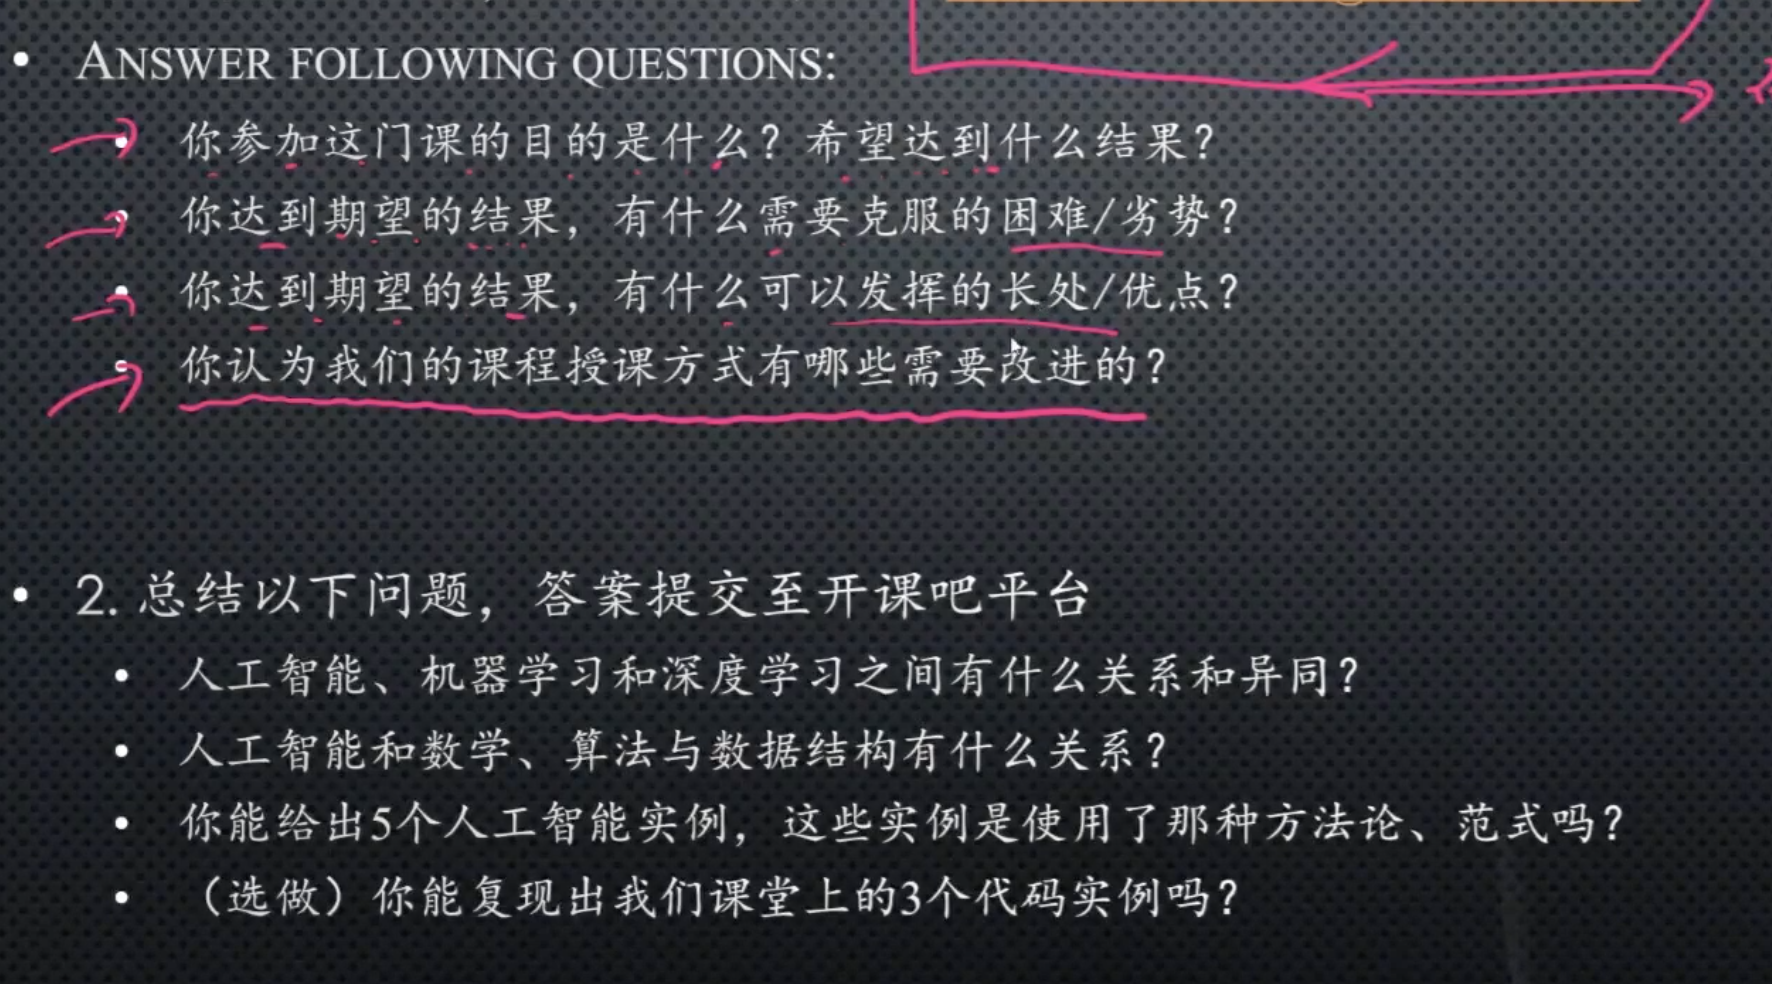 ANSWER FOLLOWING QUESTIONS:
你参加这门课的目的是什么？希望达到什么结果？
你达到期望的结果，有什么需要克服的困难/劣势？
你达到期望的结果，有什么可以发挥的长处/优点？
你认为我们的课程授课方式有哪些需要改进的？
2. 总结以下问题，答案提交至开课吧平台
人工智能、机器学习和深度学习之间有什么关系和异同？
人工智能和数学、算法与数据结构有什么关系？
你能给出5个人工智能实例，这些实例是使用了那种方法论、范式吗？
（选做）你能复现出我们课堂上的3个代码实例吗？